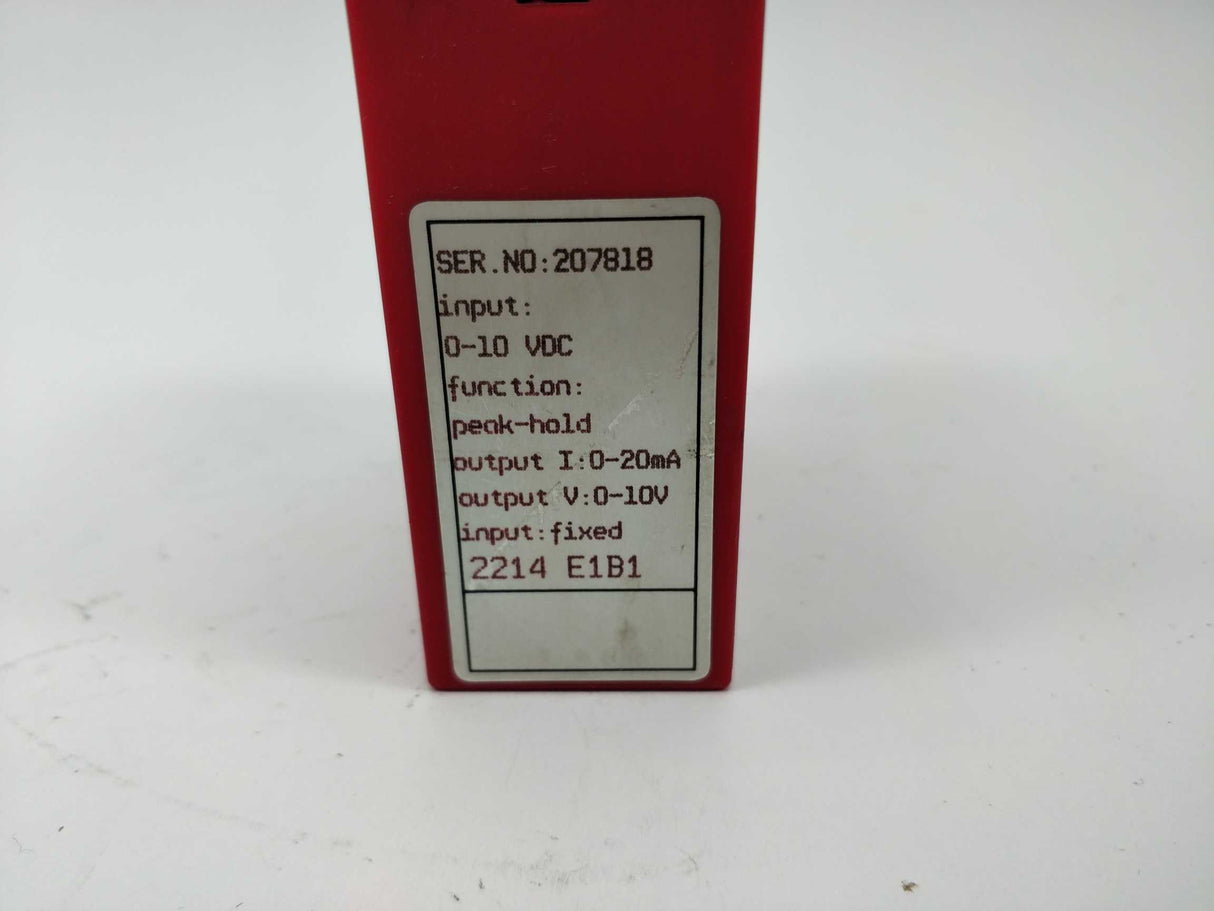 SER.NO:207818
input:
0-10 VDC
function:
peak-hold
output I:0-20mA
output V:0-10V
input:fixed
2214 E1B1